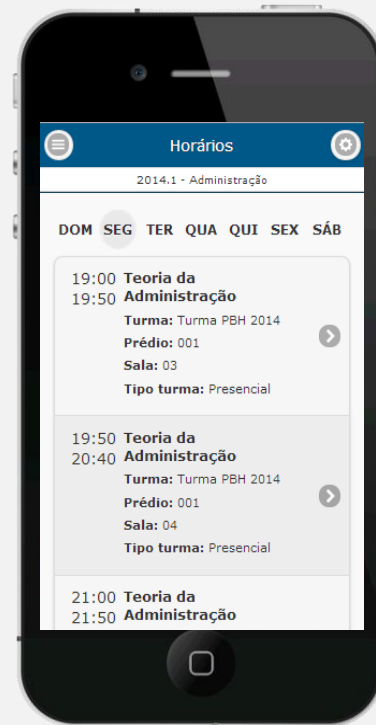 Horários
2014.1 - Administração
DOM SEG TER QUA QUI SEX SÁB
19:00 Teoria da
19:50 Administração
Turma: Turma PBH 2014
Prédio: 001
Sala: 03
Tipo turma: Presencial
19:50 Teoria da
20:40 Administração
Turma: Turma PBH 2014
Prédio: 001
Sala: 04
Tipo turma: Presencial
21:00 Teoria da
21:50 Administração